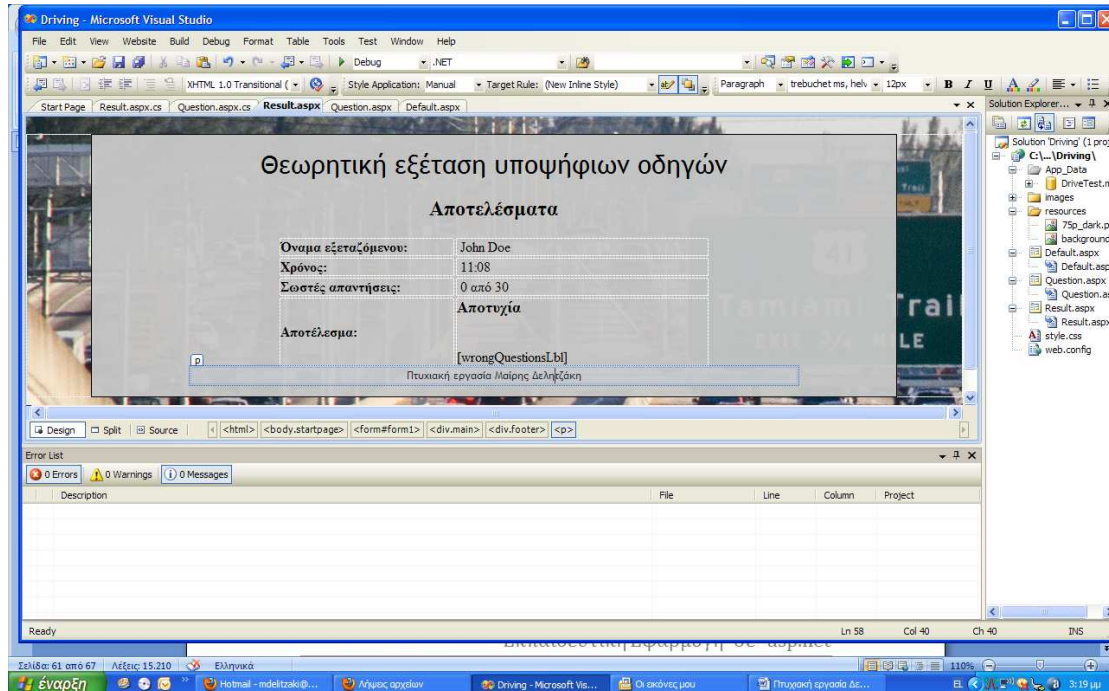 Driving - Microsoft Visual Studio
File Edit View Website Build Debug Format Table Tools Test Window Help
Debug .NET
XHTML 1.0 Transitional ( Style Application: Manual Target Rule: (New Inline Style) Paragraph trebuchet ms, helv 12px B I U A
Start Page Result.aspx.cs Question.aspx.cs Result.aspx Question.aspx Default.aspx
Solution Explorer...
Θεωρητική εξέταση υποψήφιων οδηγών
Αποτελέσματα
Όναμα εξεταζόμενου: John Doe
Χρόνος: 11:08
Σωστές απαντήσεις: 0 από 30
Αποτυχία
Αποτέλεσμα:
[wrongQuestionsLbl]
p
Πτυχιακή εργασία Μαίρης Δελητζάκη
41
Trail
Design Split Source <html> <body.startpage> <form#form1> <div.main> <div.footer> <p>
Solution 'Driving' (1 proj
C:\...\Driving\
App_Data
DriveTest.m
images
resources
75p_dark.p
background
Default.aspx
Default.asp
Question.aspx
Question.as
Result.aspx
Result.aspx
style.css
web.config
Error List
0 Errors 0 Warnings 0 Messages
Description File Line Column Project
Ready Ln 58 Col 40 Ch 40 INS
Σελίδα: 61 από 67 Λέξεις: 15.210 Ελληνικά 110%
έναρξη Hotmail - mdelitzaki@... Λήψεις αρχείων Driving - Microsoft Vis... Οι εικόνες μου Πτυχιακή εργασία Δε... EL 3:19 μμ